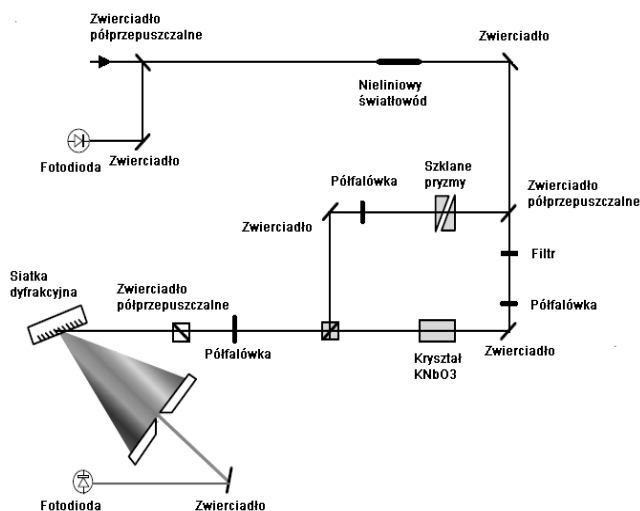 Zwierciadło
półprzepuszczalne
Zwierciadło
Nieliniowy
światłowód
Fotodioda
Zwierciadło
Szklane
pryzmy
Półfalówka
Zwierciadło
Zwierciadło
półprzepuszczalne
Filtr
Siatka
dyfrakcyjna
Zwierciadło
półprzepuszczalne
Półfalówka
Półfalówka
Kryształ
KNbO3
Zwierciadło
Fotodioda
Zwierciadło